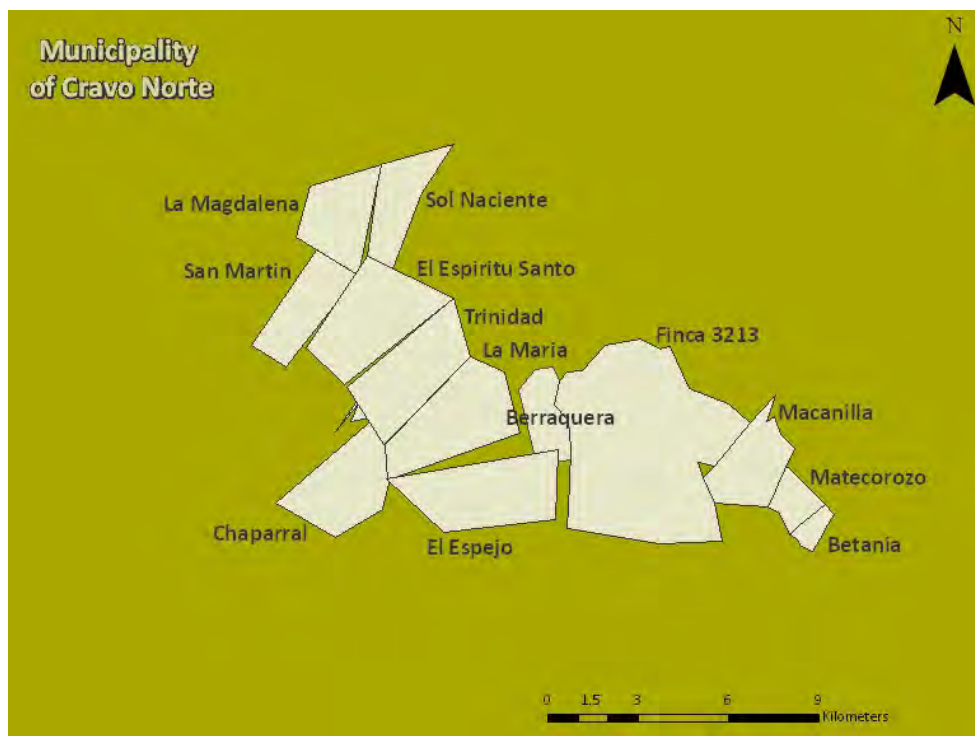 Municipality
of Cravo Norte
N
La Magdalena
Sol Naciente
San Martin
El Espiritu Santo
Trinidad
La Maria
Finca 3213
Berraquera
Macanilla
Matecorozo
Chaparral
El Espejo
Betania
0 1.5 3 6 9
Kilometers